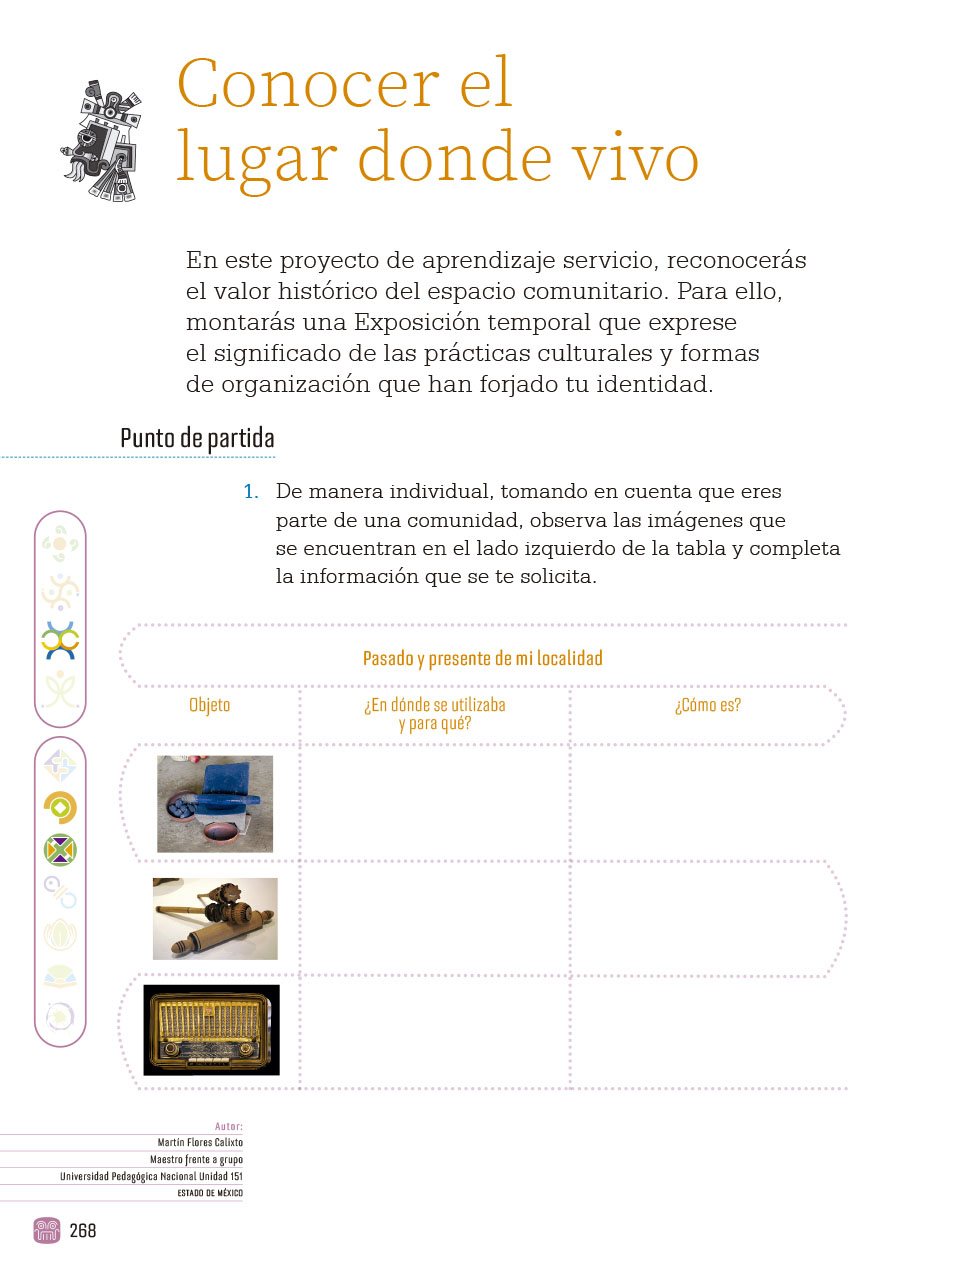 Conocer el
lugar donde vivo
En este proyecto de aprendizaje servicio, reconocerás
el valor histórico del espacio comunitario. Para ello,
montarás una Exposición temporal que exprese
el significado de las prácticas culturales y formas
de organización que han forjado tu identidad.
Punto de partida
1. De manera individual, tomando en cuenta que eres
parte de una comunidad, observa las imágenes que
se encuentran en el lado izquierdo de la tabla y completa
la información que se te solicita.
Pasado y presente de mi localidad
Objeto
¿En dónde se utilizaba
y para qué?
¿Cómo es?
Autor:
Martín Flores Calixto
Maestro frente a grupo
Universidad Pedagógica Nacional Unidad 151
ESTADO DE MÉXICO
268